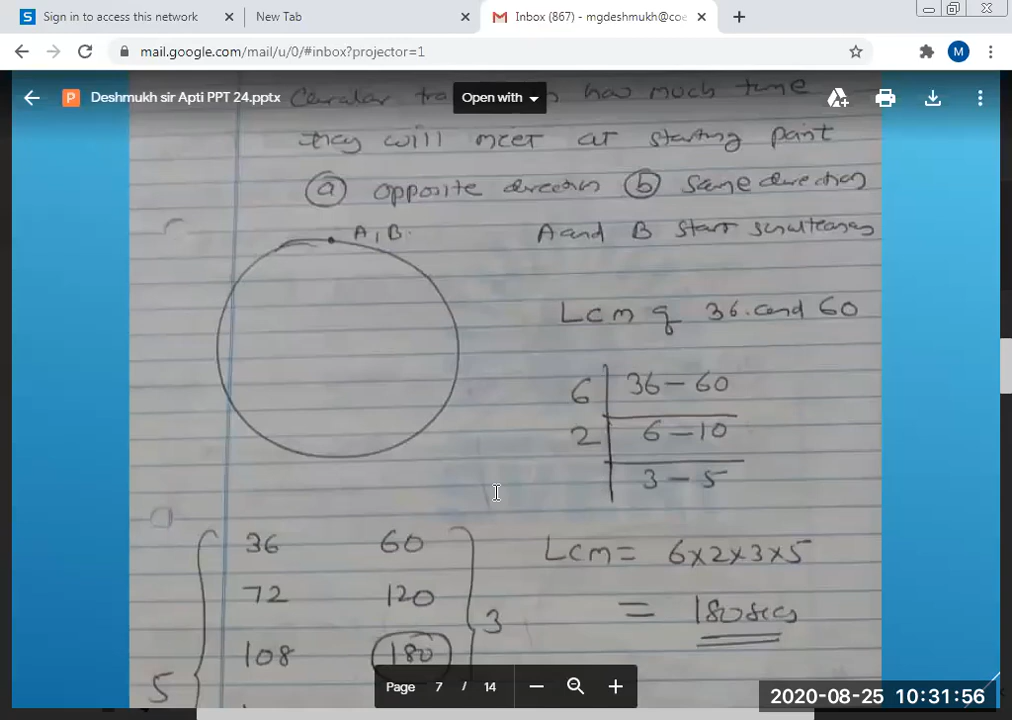 Sign in to access this network
New Tab
Inbox (867) - mgdeshmukh@coe
mail.google.com/mail/u/0/#inbox?projector=1
M
P Deshmukh sir Apti PPT 24.pptx
Open with
how much time
they will meet at starting point
(a) opposite direction (b) same direction
A, B.
A and B start
Lcm of 36 and 60
6 | 36 - 60
2 | 6 - 10
3 - 5
36 60
72 120
108 180
5
3
Lcm = 6x2x3x5
= 180 secs
Page 7 / 14
2020-08-25 10:31:56